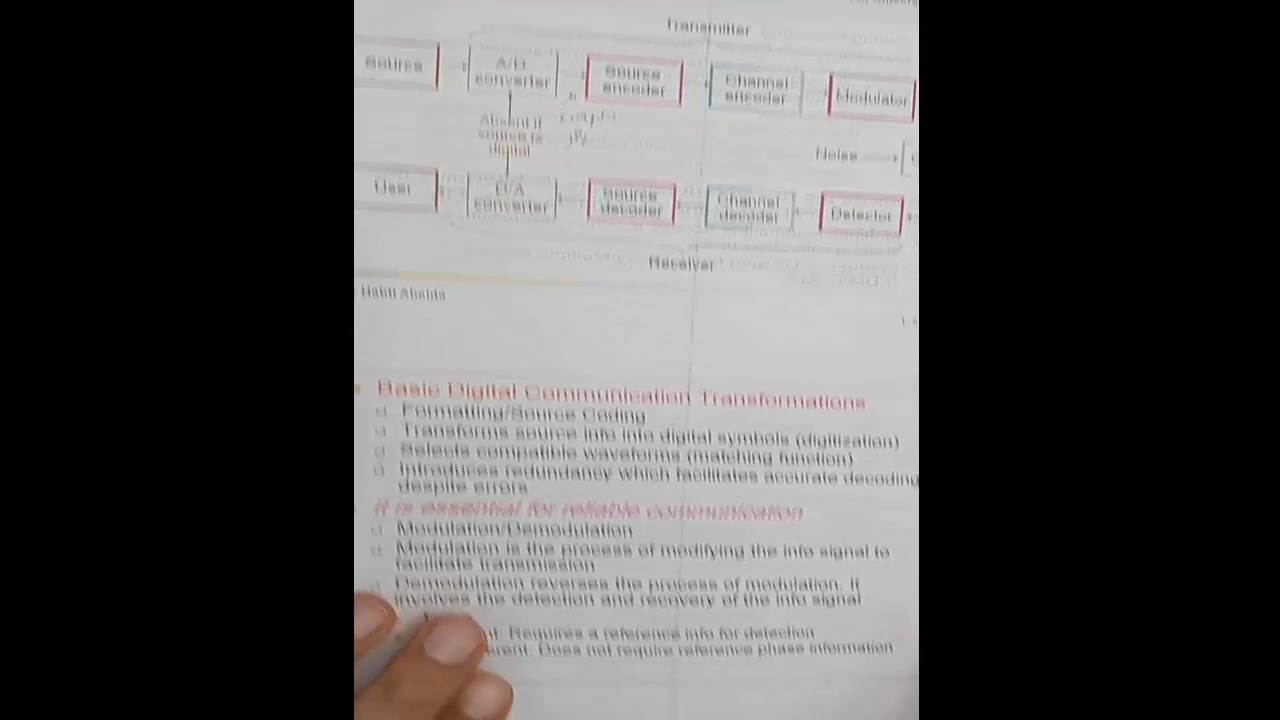 Transmitter
Source
A/D
converter
Source
encoder
Channel
encoder
Modulator
Absent if
source is
digital
Noise
User
D/A
converter
Source
decoder
Channel
decoder
Detector
Receiver
Basic Digital Communication Transformations
Formatting/Source Coding
Transforms source info into digital symbols (digitization)
Selects compatible waveforms (matching function)
Introduces redundancy which facilitates accurate decoding
despite errors
It is essential for reliable communication
Modulation/Demodulation
Modulation is the process of modifying the info signal to
facilitate transmission
Demodulation reverses the process of modulation. It
involves the detection and recovery of the info signal
Requires a reference info for detection
Does not require reference phase information